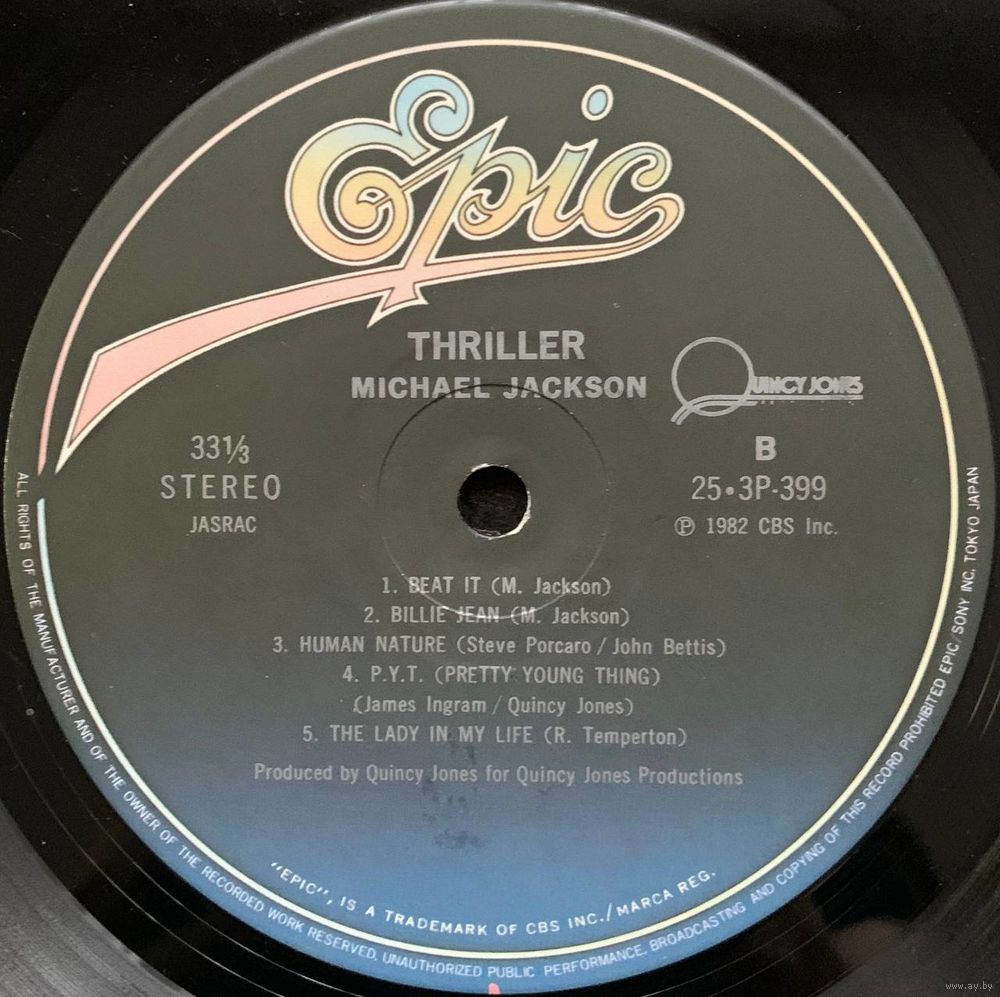 Epic
THRILLER
MICHAEL JACKSON
QUINCY JONES
33⅓
STEREO
JASRAC
B
25•3P-399
Ⓟ 1982 CBS Inc.
1. BEAT IT (M. Jackson)
2. BILLIE JEAN (M. Jackson)
3. HUMAN NATURE (Steve Porcaro / John Bettis)
4. P.Y.T. (PRETTY YOUNG THING)
(James Ingram / Quincy Jones)
5. THE LADY IN MY LIFE (R. Temperton)
Produced by Quincy Jones for Quincy Jones Productions
"EPIC", IS A TRADEMARK OF CBS INC./MARCA REG.
ALL RIGHTS OF THE MANUFACTURER AND OF THE OWNER OF THE RECORDED WORK RESERVED. UNAUTHORIZED PUBLIC PERFORMANCE, BROADCASTING AND COPYING OF THIS RECORD PROHIBITED EPIC/SONY INC. TOKYO JAPAN
www.ay.by